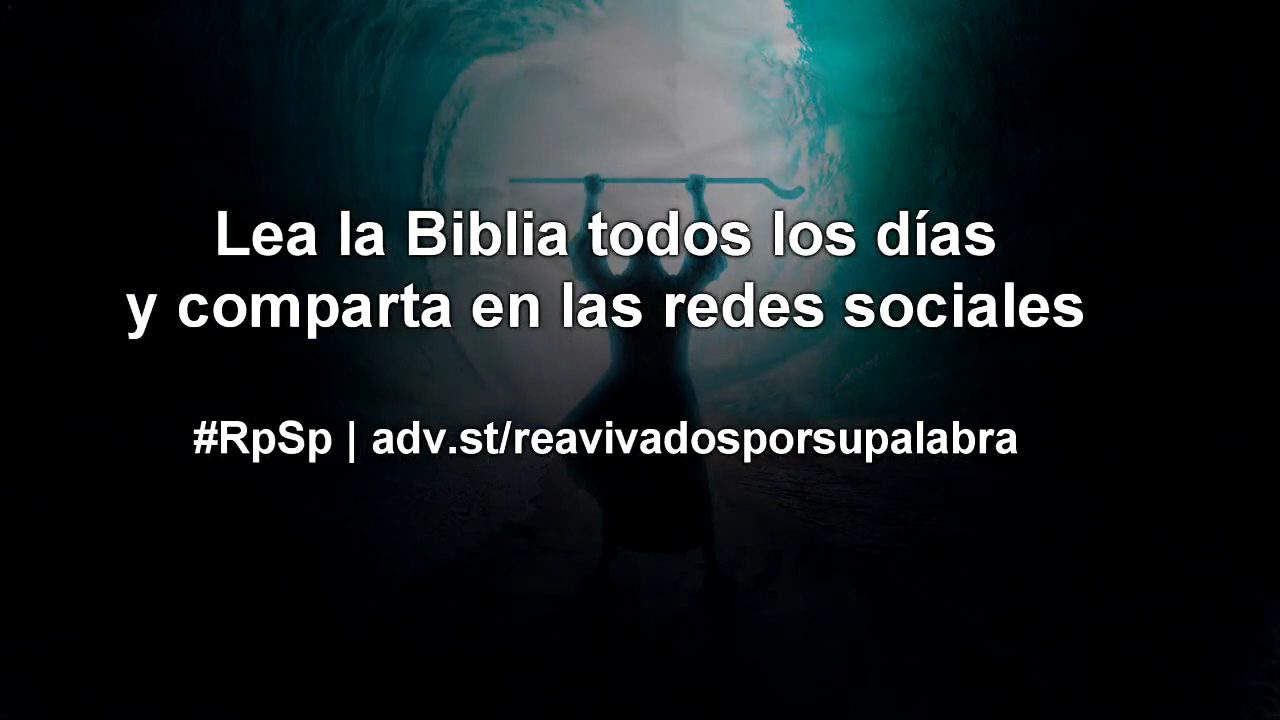 Lea la Biblia todos los días
y comparta en las redes sociales
#RpSp | adv.st/reavivadosporsupalabra